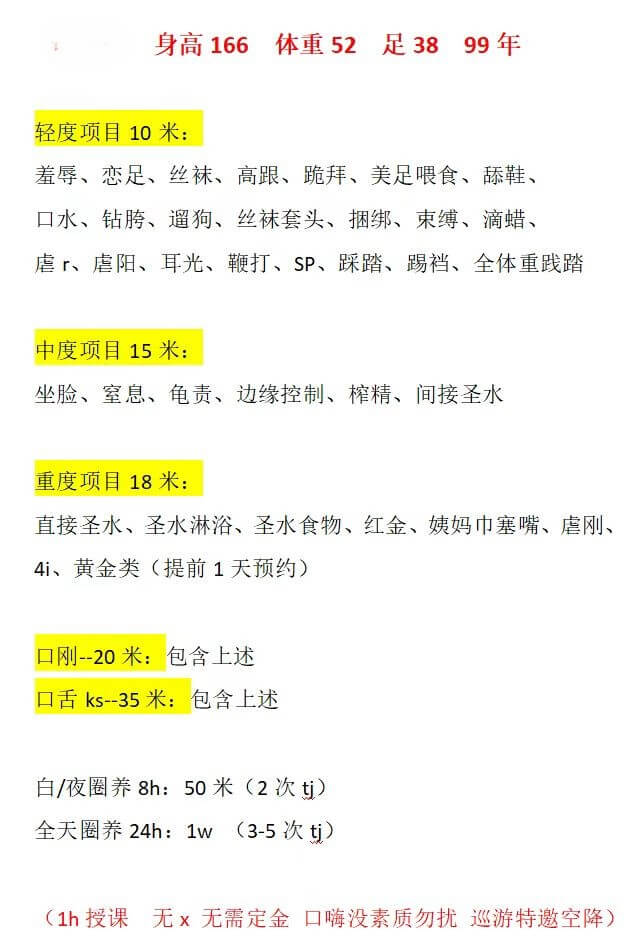 身高 166 体重 52 足 38 99 年
轻度项目 10 米：
羞辱、恋足、丝袜、高跟、跪拜、美足喂食、舔鞋、
口水、钻胯、遛狗、丝袜套头、捆绑、束缚、滴蜡、
虐 r、虐阳、耳光、鞭打、SP、踩踏、踢裆、全体重践踏
中度项目 15 米：
坐脸、窒息、龟责、边缘控制、榨精、间接圣水
重度项目 18 米：
直接圣水、圣水淋浴、圣水食物、红金、姨妈巾塞嘴、虐刚、
4i、黄金类（提前 1 天预约）
口刚--20 米：包含上述
口舌 ks--35 米：包含上述
白/夜圈养 8h：50 米（2 次 tj）
全天圈养 24h：1w （3-5 次 tj）
（1h 授课 无 x 无需定金 口嗨没素质勿扰 巡游特邀空降）